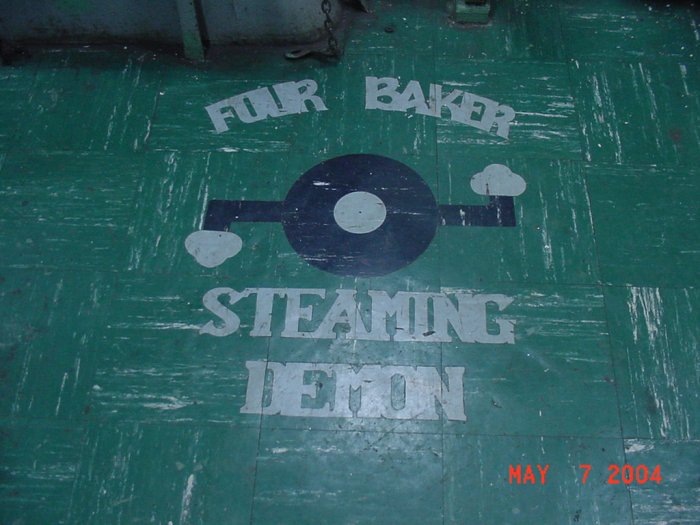 FOUR BAKER
STEAMING
DEMON
MAY 7 2004